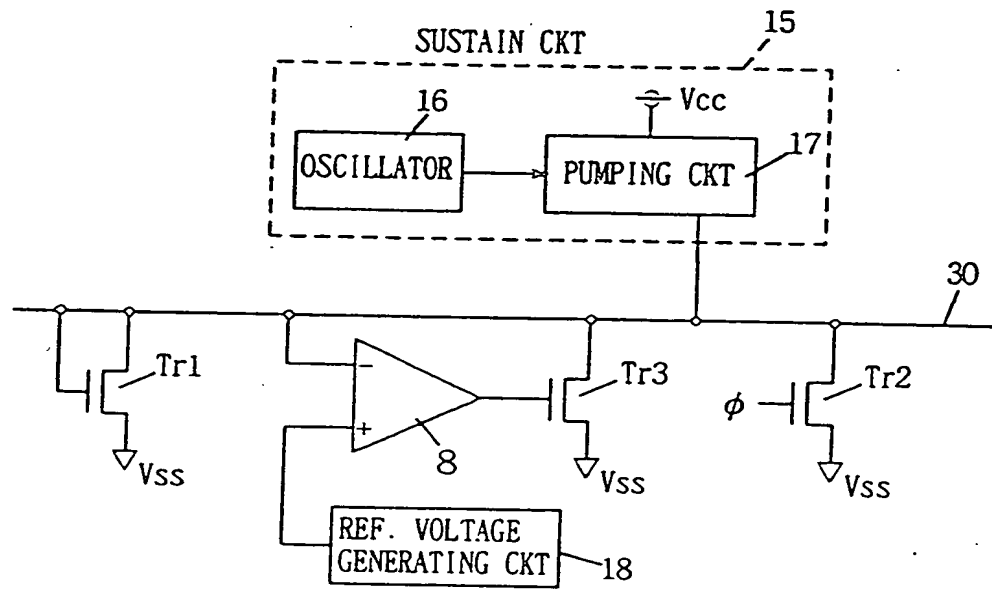 15
SUSTAIN CKT
16
Vcc
17
OSCILLATOR
PUMPING CKT
30
Tr1
−
Tr3
Tr2
ϕ
+
8
Vss
Vss
Vss
REF. VOLTAGE
GENERATING CKT
18